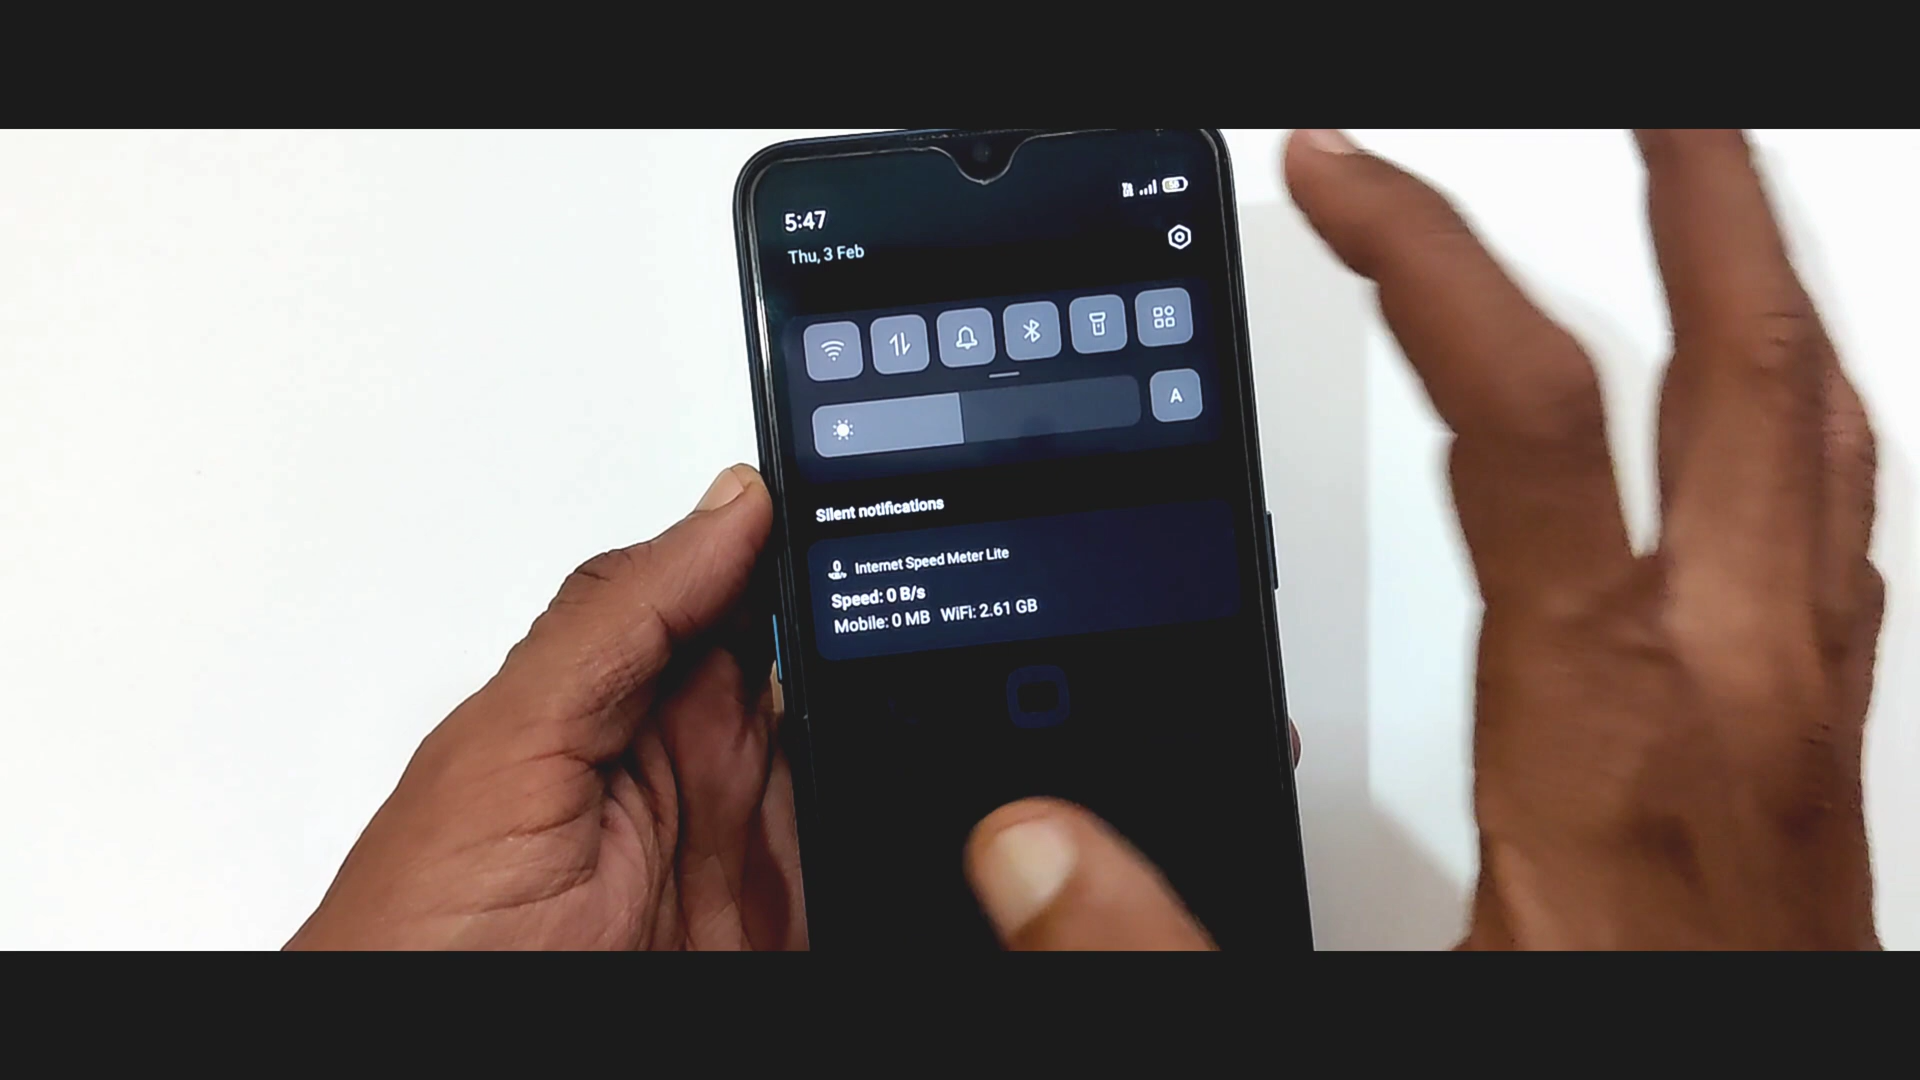 5:47
Thu, 3 Feb
A
Silent notifications
Internet Speed Meter Lite
Speed: 0 B/s
Mobile: 0 MB WiFi: 2.61 GB